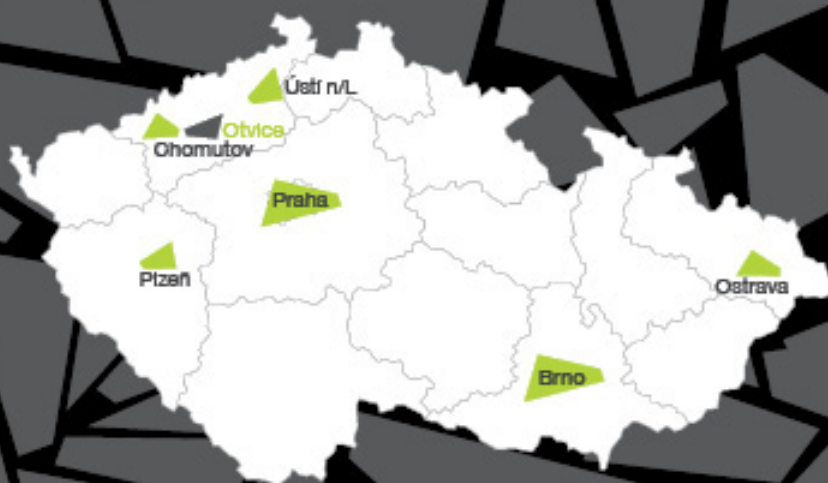 Ústí n/L
Otvice
Chomutov
Praha
Plzeň
Ostrava
Brno